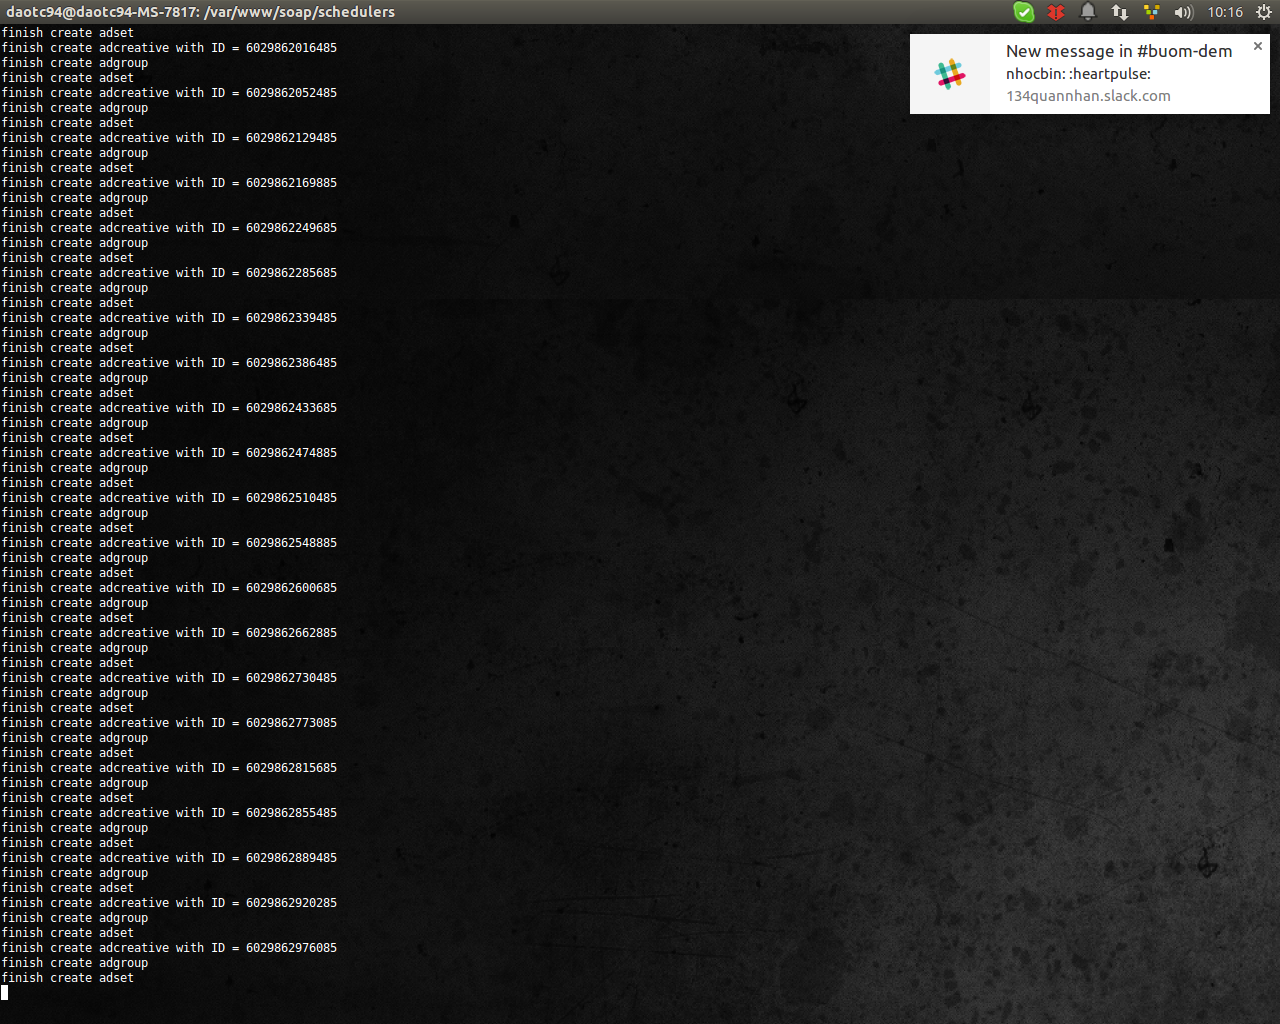 daotc94@daotc94-MS-7817: /var/www/soap/schedulers
10:16
New message in #buom-dem
nhocbin: :heartpulse:
134quannhan.slack.com
finish create adset
finish create adcreative with ID = 6029862016485
finish create adgroup
finish create adset
finish create adcreative with ID = 6029862052485
finish create adgroup
finish create adset
finish create adcreative with ID = 6029862129485
finish create adgroup
finish create adset
finish create adcreative with ID = 6029862169885
finish create adgroup
finish create adset
finish create adcreative with ID = 6029862249685
finish create adgroup
finish create adset
finish create adcreative with ID = 6029862285685
finish create adgroup
finish create adset
finish create adcreative with ID = 6029862339485
finish create adgroup
finish create adset
finish create adcreative with ID = 6029862386485
finish create adgroup
finish create adset
finish create adcreative with ID = 6029862433685
finish create adgroup
finish create adset
finish create adcreative with ID = 6029862474885
finish create adgroup
finish create adset
finish create adcreative with ID = 6029862510485
finish create adgroup
finish create adset
finish create adcreative with ID = 6029862548885
finish create adgroup
finish create adset
finish create adcreative with ID = 6029862600685
finish create adgroup
finish create adset
finish create adcreative with ID = 6029862662885
finish create adgroup
finish create adset
finish create adcreative with ID = 6029862730485
finish create adgroup
finish create adset
finish create adcreative with ID = 6029862773085
finish create adgroup
finish create adset
finish create adcreative with ID = 6029862815685
finish create adgroup
finish create adset
finish create adcreative with ID = 6029862855485
finish create adgroup
finish create adset
finish create adcreative with ID = 6029862889485
finish create adgroup
finish create adset
finish create adcreative with ID = 6029862920285
finish create adgroup
finish create adset
finish create adcreative with ID = 6029862976085
finish create adgroup
finish create adset